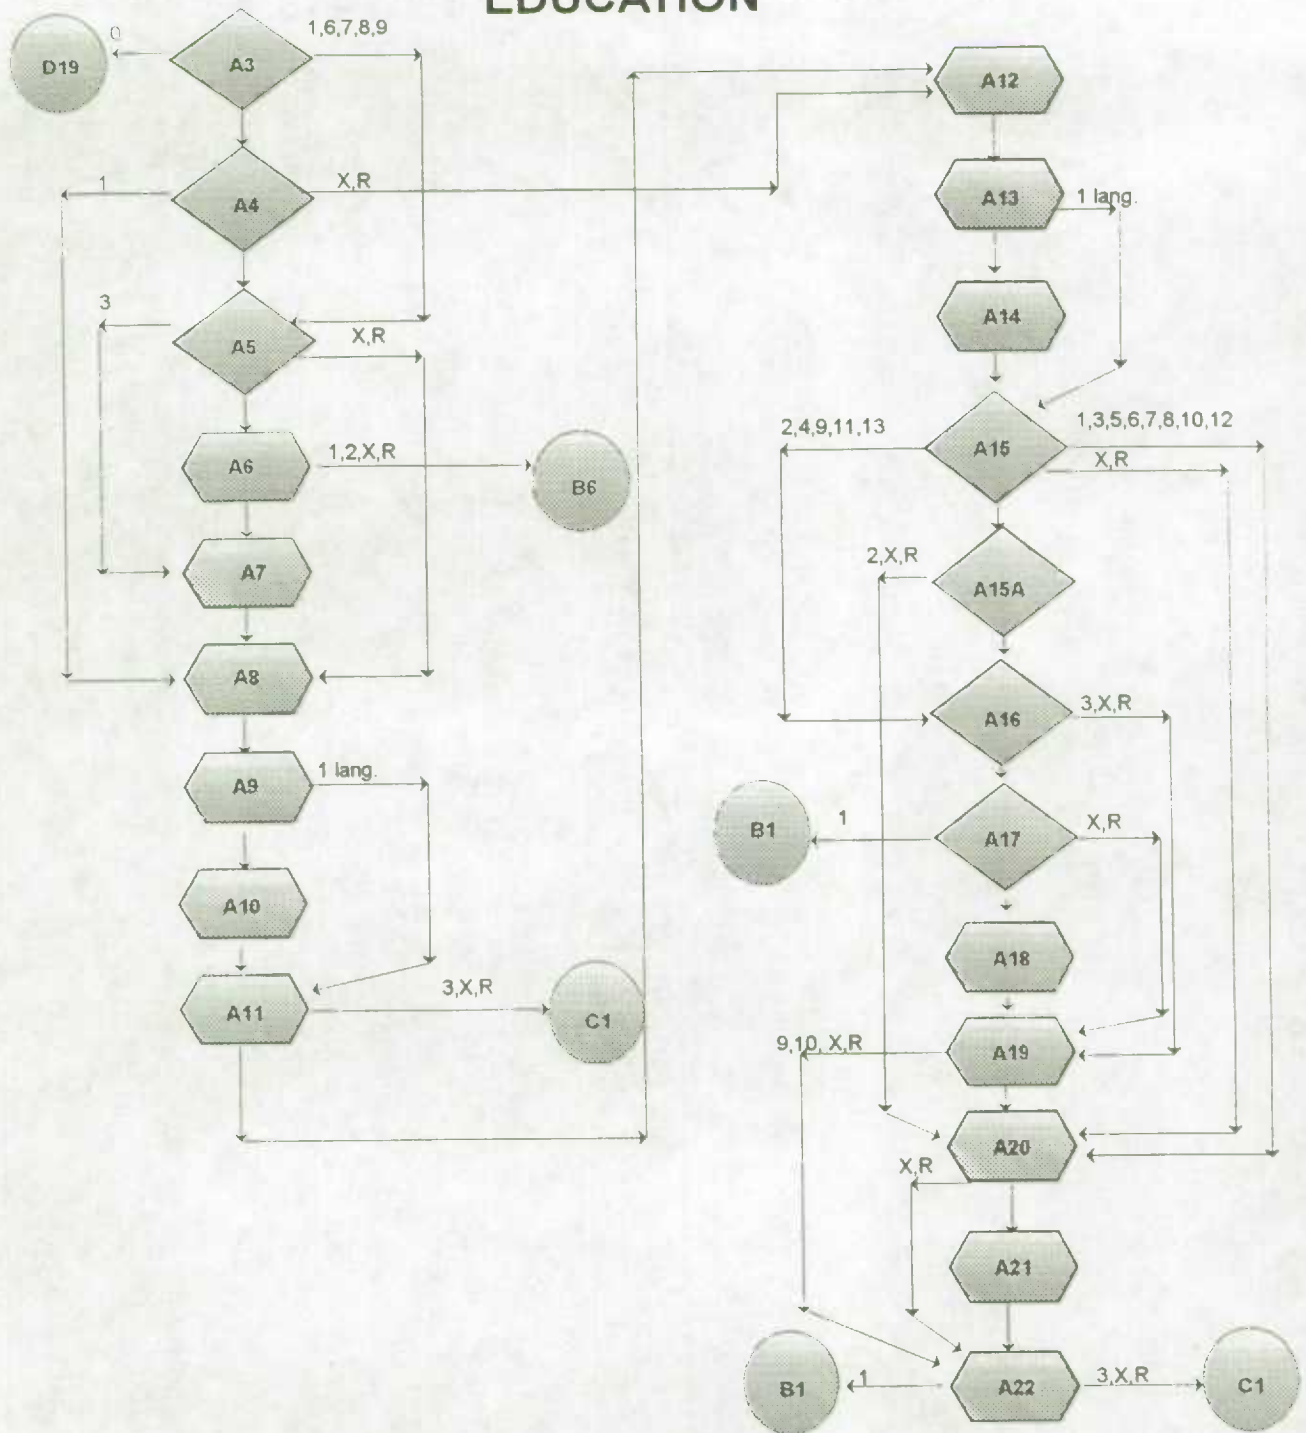 EDUCATION
0
1,6,7,8,9
D19
A3
A12
1
X,R
A4
A13
1 lang.
3
A14
A5
X,R
2,4,9,11,13
A15
1,3,5,6,7,8,10,12
X,R
A6
1,2,X,R
B6
2,X,R
A15A
A7
A8
A16
3,X,R
A9
1 lang.
B1
1
A17
X,R
A10
A18
A11
3,X,R
C1
9,10, X,R
A19
A20
X,R
A21
B1
1
A22
3,X,R
C1